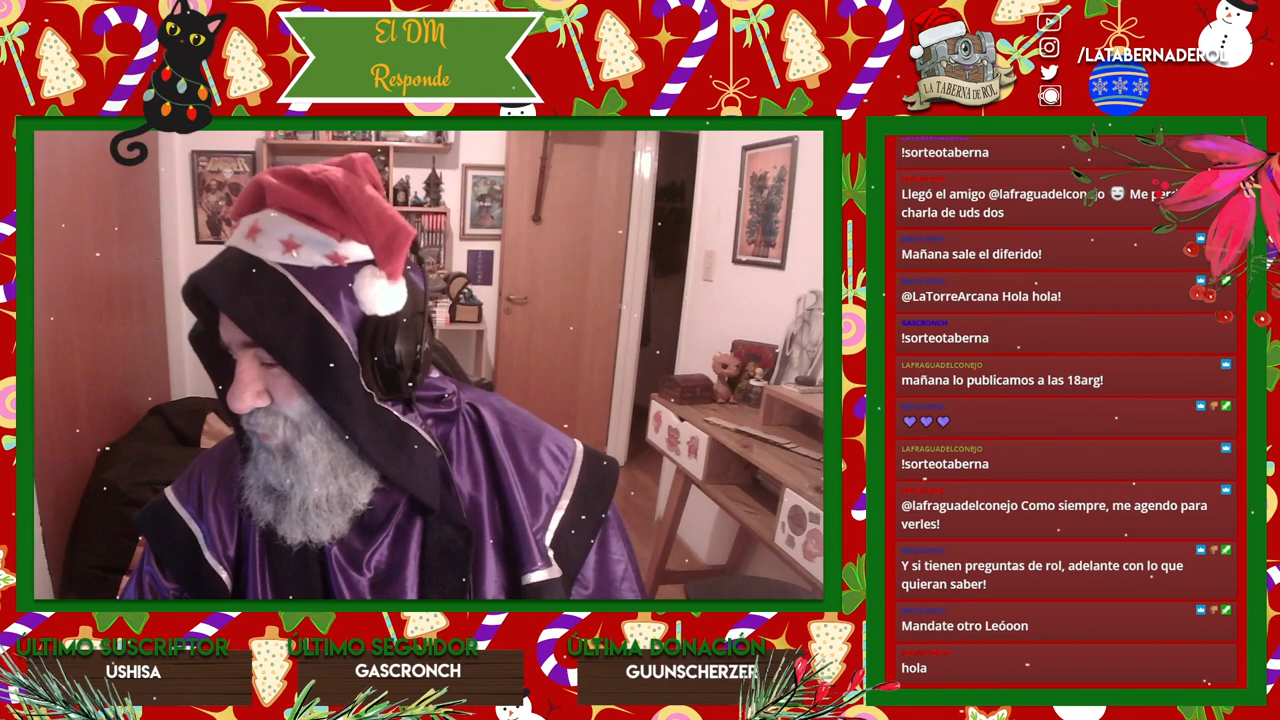 El DM
Responde
LA TABERNA DE ROL
/LATABERNADEROL
!sorteotaberna
Llegó el amigo @lafraguadelconejo Me
charla de uds dos
Mañana sale el diferido!
@LaTorreArcana Hola hola!
GASCRONCH
!sorteotaberna
LAFRAGUADELCONEJO
mañana lo publicamos a las 18arg!
LAFRAGUADELCONEJO
!sorteotaberna
@lafraguadelconejo Como siempre, me agendo para
verles!
Y si tienen preguntas de rol, adelante con lo que
quieran saber!
Mandate otro Leóoon
hola
ÚLTIMO SUSCRIPTOR
USHISA
ÚLTIMO SEGUIDOR
GASCRONCH
ÚLTIMA DONACIÓN
GUUNSCHERZER